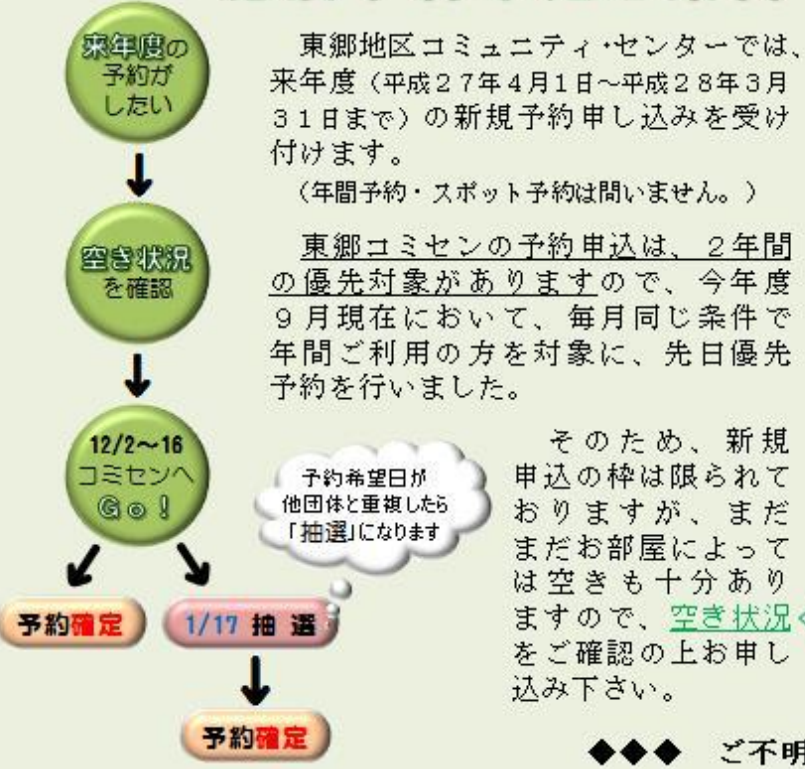 来年度の
予約が
したい
東郷地区コミュニティ・センターでは、
来年度（平成２７年４月１日～平成２８年３月
３１日まで）の新規予約申し込みを受け
付けます。
（年間予約・スポット予約は問いません。）
空き状況
を確認
東郷コミセンの予約申込は、２年間
の優先対象がありますので、今年度
９月現在において、毎月同じ条件で
年間ご利用の方を対象に、先日優先
予約を行いました。
12/2～16
コミセンへ
Ｇｏ！
予約希望日が
他団体と重複したら
「抽選」になります
そのため、新規
申込の枠は限られて
おりますが、まだ
まだお部屋によって
は空きも十分あり
ますので、空き状況
をご確認の上お申し
込み下さい。
予約確定
1/17 抽 選
予約確定
◆◆◆ ご不明